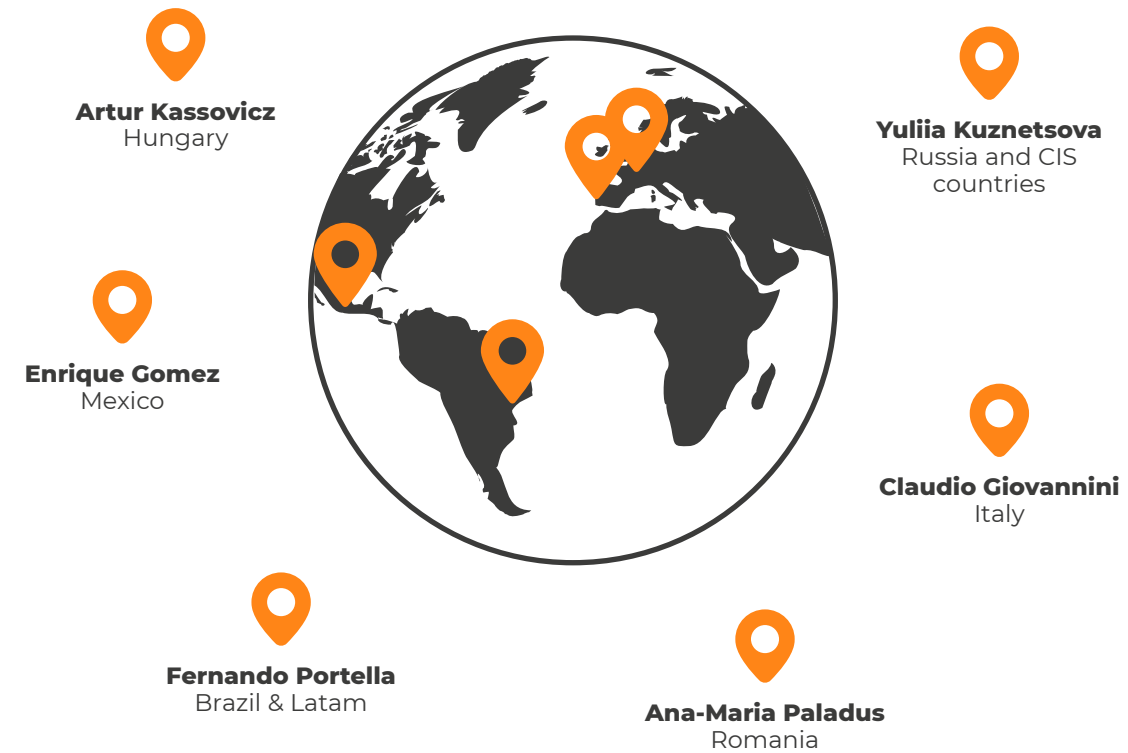 Artur Kassovicz
Hungary
Yuliia Kuznetsova
Russia and CIS
countries
Enrique Gomez
Mexico
Claudio Giovannini
Italy
Fernando Portella
Brazil & Latam
Ana-Maria Paladus
Romania